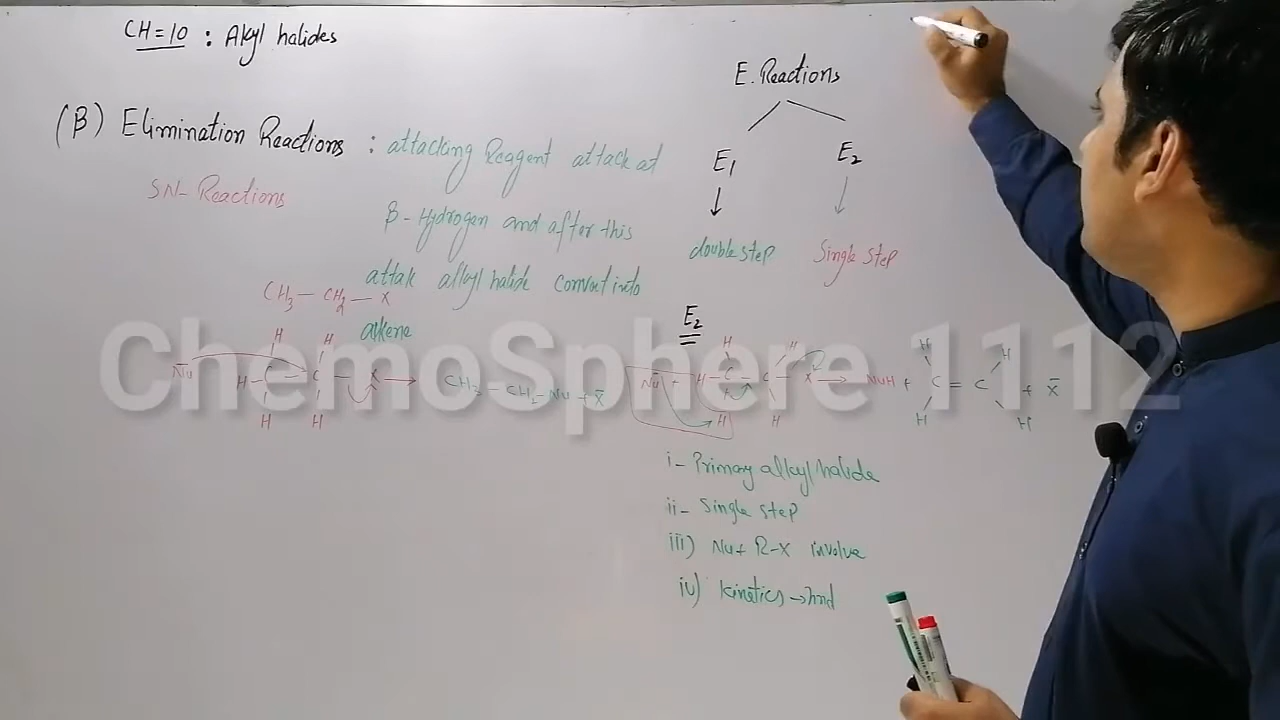 CH=10 : Alkyl halides
(β) Elimination Reactions : attacking Reagent attack at
β-Hydrogen and after this
attak alkyl halide convert into
alkene
SN-Reactions
CH3 — CH2 — X
H H
N̄u H — C — C — X → CH3 — CH2 — Nu + X̄
H H
E. Reactions
E1 E2
double step Single step
E2
H H
N̄u + H — C — C — X → NuH + C = C + X̄
H H
H H
H H
i- Primary alkyl halide
ii- Single step
iii) Nu + R-X involve
iv) Kinetics → 2nd
ChemoSphere 1112